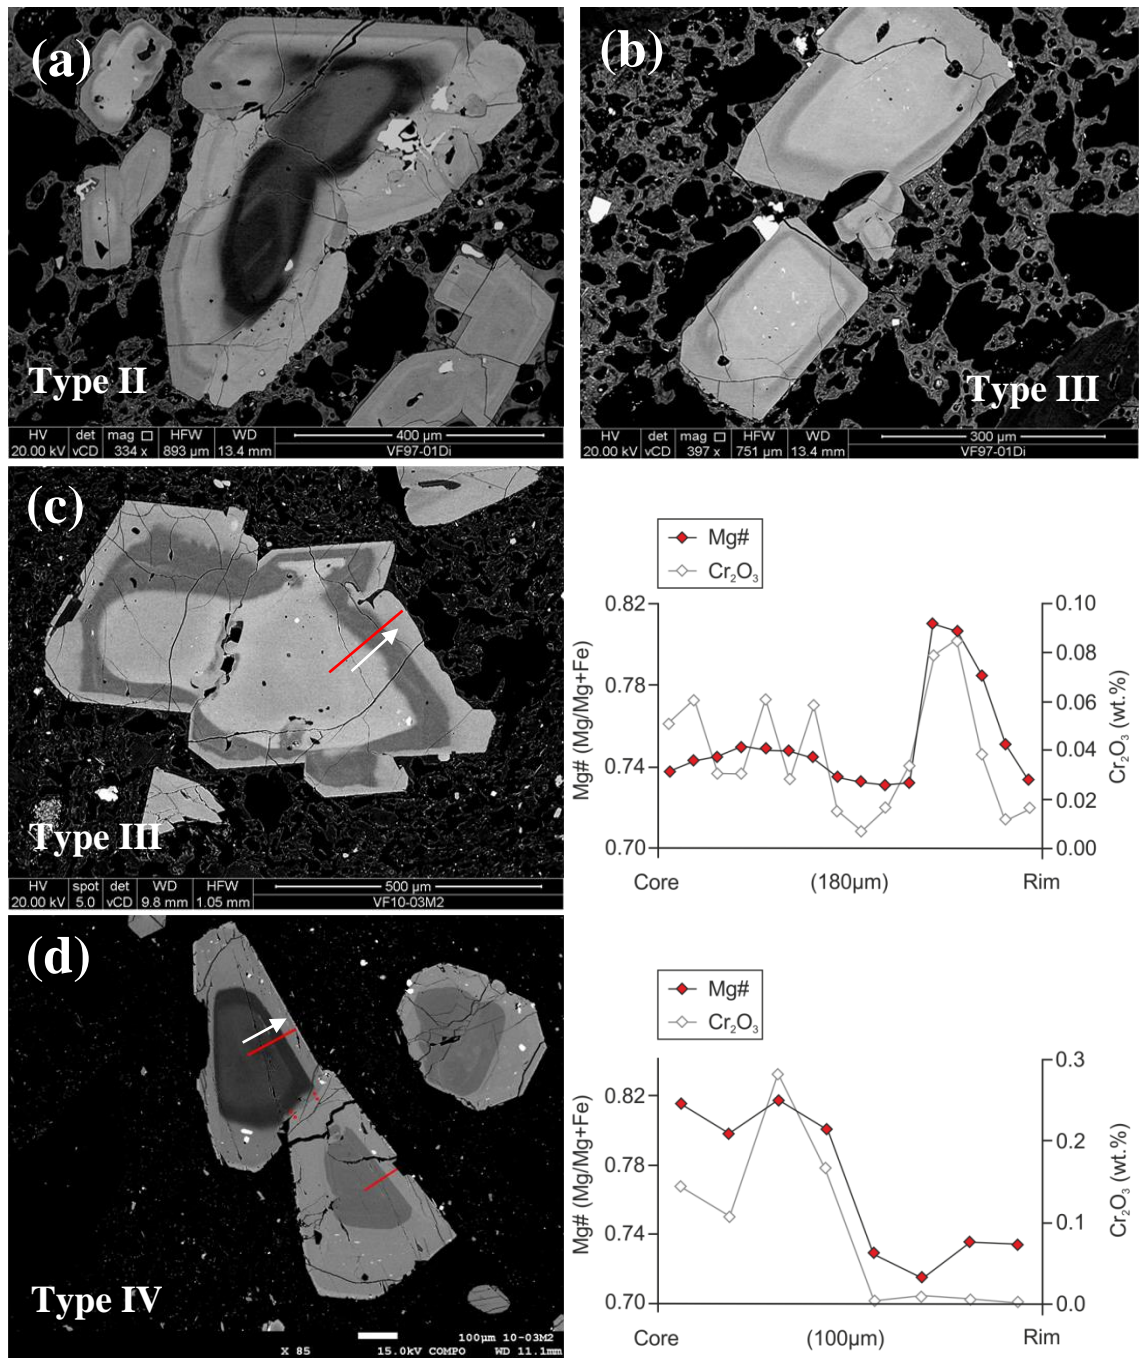 (a)
Type II
HV det mag □ HFW WD 400 µm
20.00 kV vCD 334 x 893 µm 13.4 mm VF97-01Di
(b)
Type III
HV det mag □ HFW WD 300 µm
20.00 kV vCD 397 x 751 µm 13.4 mm VF97-01Di
(c)
Type III
HV spot det WD HFW 500 µm
20.00 kV 5.0 vCD 9.8 mm 1.05 mm VF10-03M2
Mg#
Cr₂O₃
Mg# (Mg/Mg+Fe)
0.82
0.78
0.74
0.70
0.10
0.08
0.06
0.04
0.02
0.00
Cr₂O₃ (wt.%)
Core (180µm) Rim
(d)
Type IV
100µm 10-03M2
X 85 15.0kV COMPO WD 11.1mm
Mg#
Cr₂O₃
Mg# (Mg/Mg+Fe)
0.82
0.78
0.74
0.70
0.3
0.2
0.1
0.0
Cr₂O₃ (wt.%)
Core (100µm) Rim